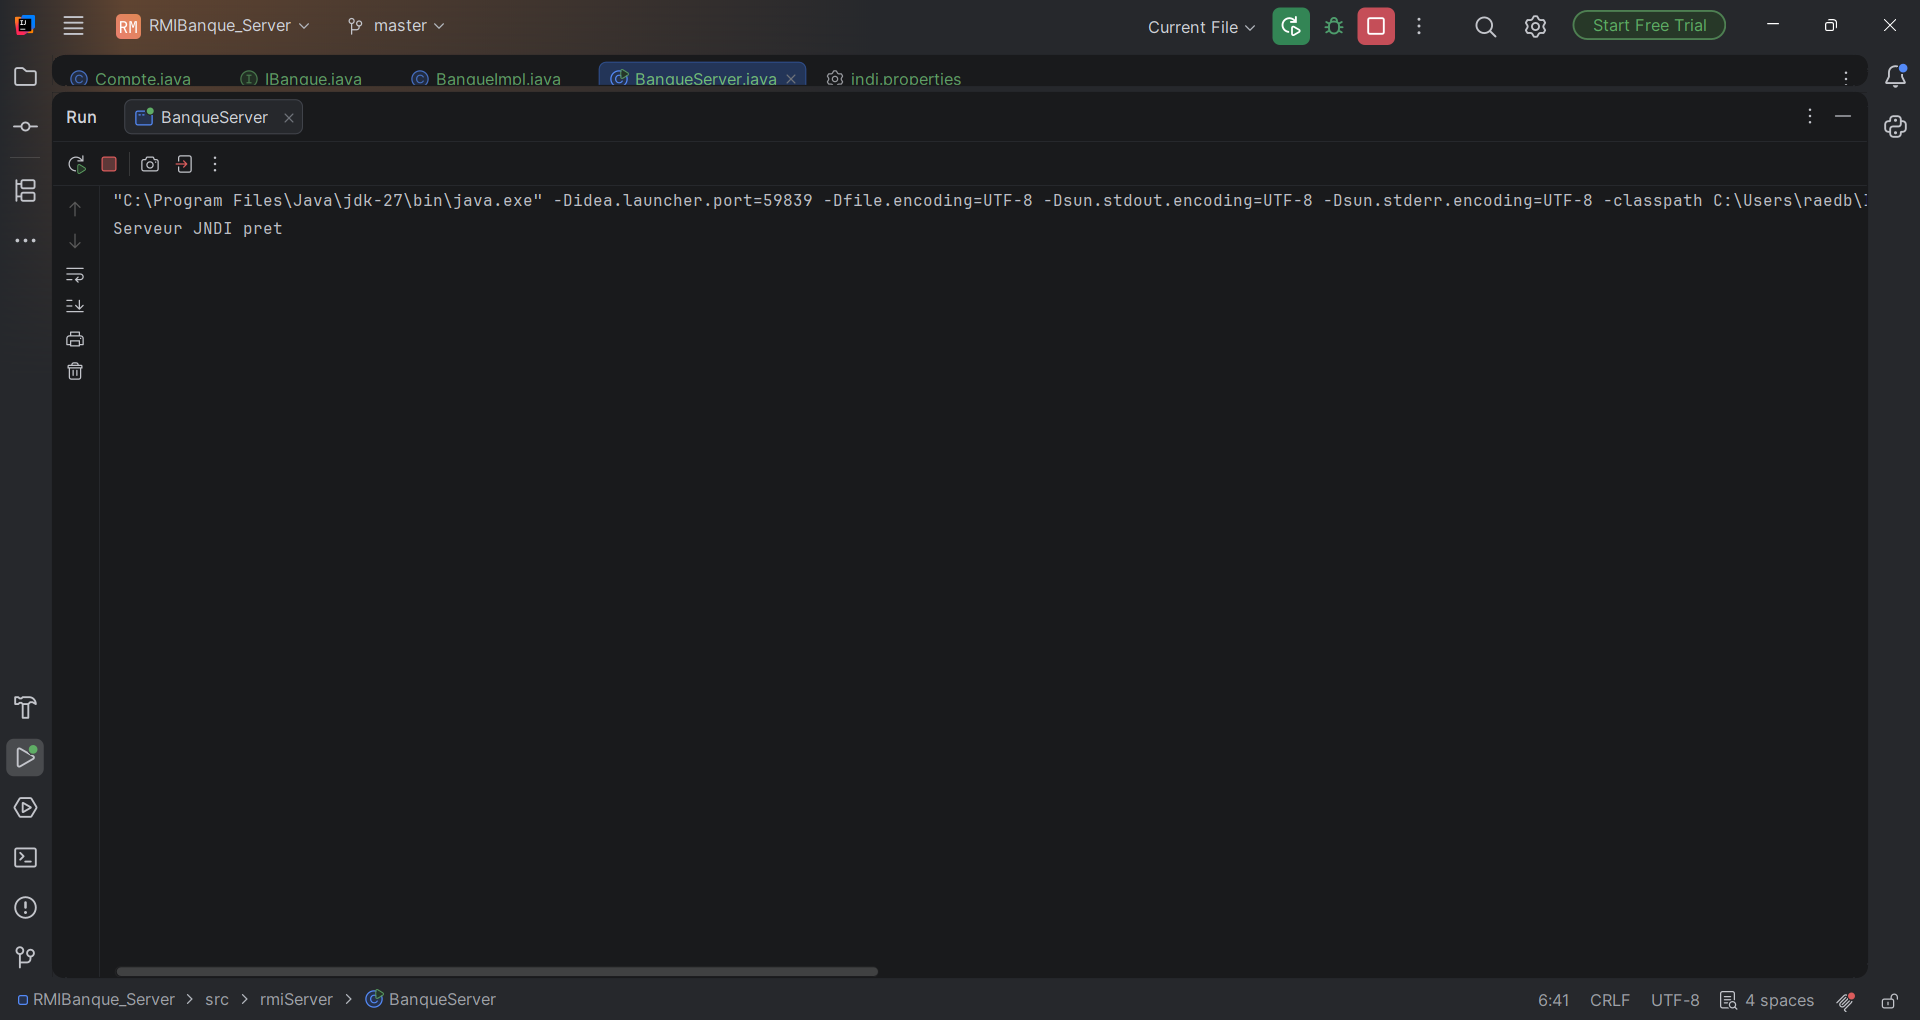 RM RMIBanque_Server master Current File Start Free Trial
Compte.java IBanque.java BanqueImpl.java BanqueServer.java jndi.properties
Run BanqueServer
"C:\Program Files\Java\jdk-27\bin\java.exe" -Didea.launcher.port=59839 -Dfile.encoding=UTF-8 -Dsun.stdout.encoding=UTF-8 -Dsun.stderr.encoding=UTF-8 -classpath C:\Users\raedb\
Serveur JNDI pret
RMIBanque_Server > src > rmiServer > BanqueServer 6:41 CRLF UTF-8 4 spaces